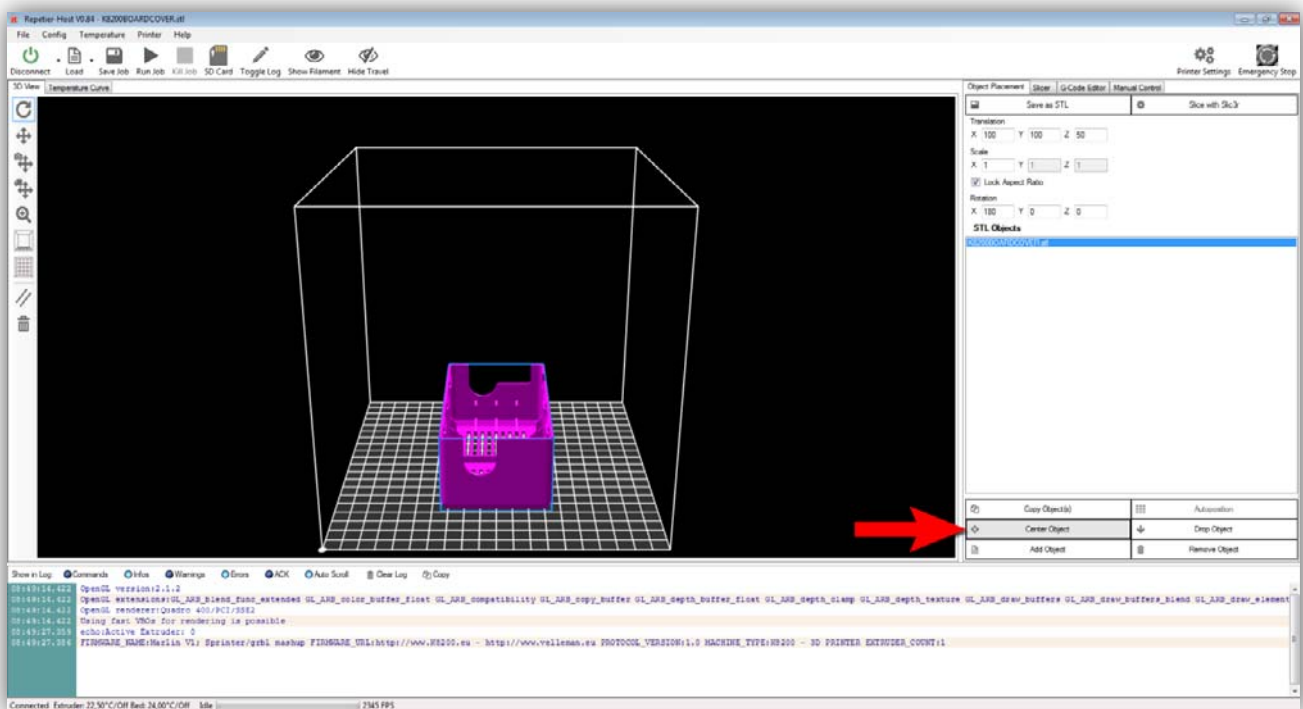 Repetier-Host V0.84 - K8200BOARDCOVER.stl
File Config Temperature Printer Help
Disconnect Load Save Job Run Job Kill Job SD Card Toggle Log Show Filament Hide Travel Printer Settings Emergency Stop
3D View Temperature Curve
Object Placement Slicer G-Code Editor Manual Control
Save as STL Slice with Slic3r
Translation
X 100 Y 100 Z 50
Scale
X 1 Y 1 Z 1
Lock Aspect Ratio
Rotation
X 180 Y 0 Z 0
STL Objects
K8200BOARDCOVER.stl
Copy Object(s) Autoposition
Center Object Drop Object
Add Object Remove Object
Show in Log: Commands Infos Warnings Errors ACK Auto Scroll Clear Log Copy
08:49:14.422 OpenGL version:2.1.2
08:49:14.422 OpenGL extensions:GL_ARB_blend_func_extended GL_ARB_color_buffer_float GL_ARB_compatibility GL_ARB_copy_buffer GL_ARB_depth_buffer_float GL_ARB_depth_clamp GL_ARB_depth_texture GL_ARB_draw_buffers GL_ARB_draw_buffers_blend GL_ARB_draw_element
08:49:14.422 OpenGL renderer:Quadro 400/PCI/SSE2
08:49:14.422 Using fast VBOs for rendering is possible
echo:Active Extruder: 0
FIRMWARE_NAME:Marlin V1; Sprinter/grbl mashup FIRMWARE_URL:http://www.K8200.eu - http://www.velleman.eu PROTOCOL_VERSION:1.0 MACHINE_TYPE:K8200 - 3D PRINTER EXTRUDER_COUNT:1
Connected Extruder: 22,50°C/Off Bed: 24,00°C/Off Idle 2345 FPS